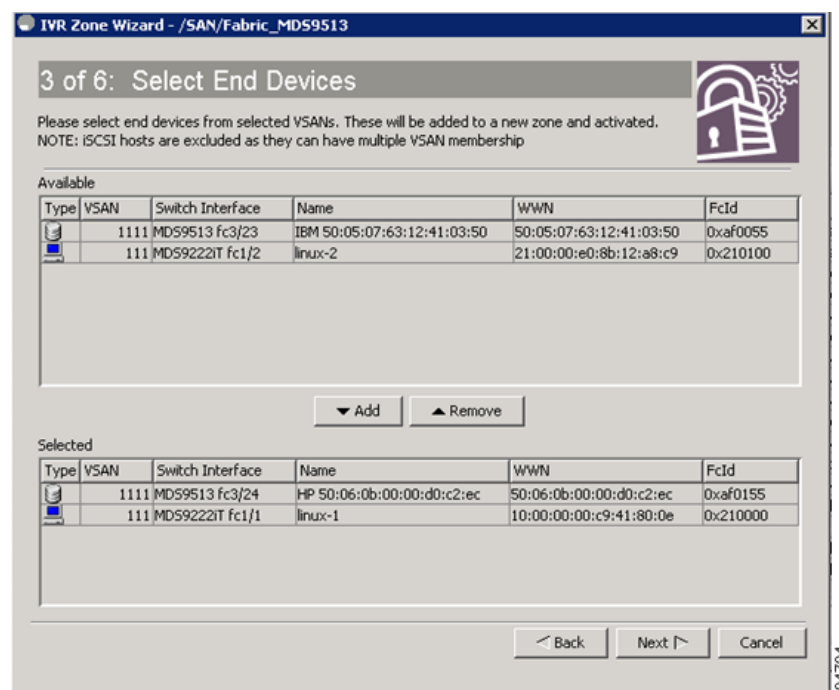 IVR Zone Wizard - /SAN/Fabric_MDS9513
3 of 6: Select End Devices
Please select end devices from selected VSANs. These will be added to a new zone and activated.
NOTE: iSCSI hosts are excluded as they can have multiple VSAN membership
Available
Type VSAN Switch Interface Name WWN FcId
1111 MDS9513 fc3/23 IBM 50:05:07:63:12:41:03:50 50:05:07:63:12:41:03:50 0xaf0055
111 MDS9222iT fc1/2 linux-2 21:00:00:e0:8b:12:a8:c9 0x210100
Add Remove
Selected
Type VSAN Switch Interface Name WWN FcId
1111 MDS9513 fc3/24 HP 50:06:0b:00:00:d0:c2:ec 50:06:0b:00:00:d0:c2:ec 0xaf0155
111 MDS9222iT fc1/1 linux-1 10:00:00:00:c9:41:80:0e 0x210000
Back Next Cancel